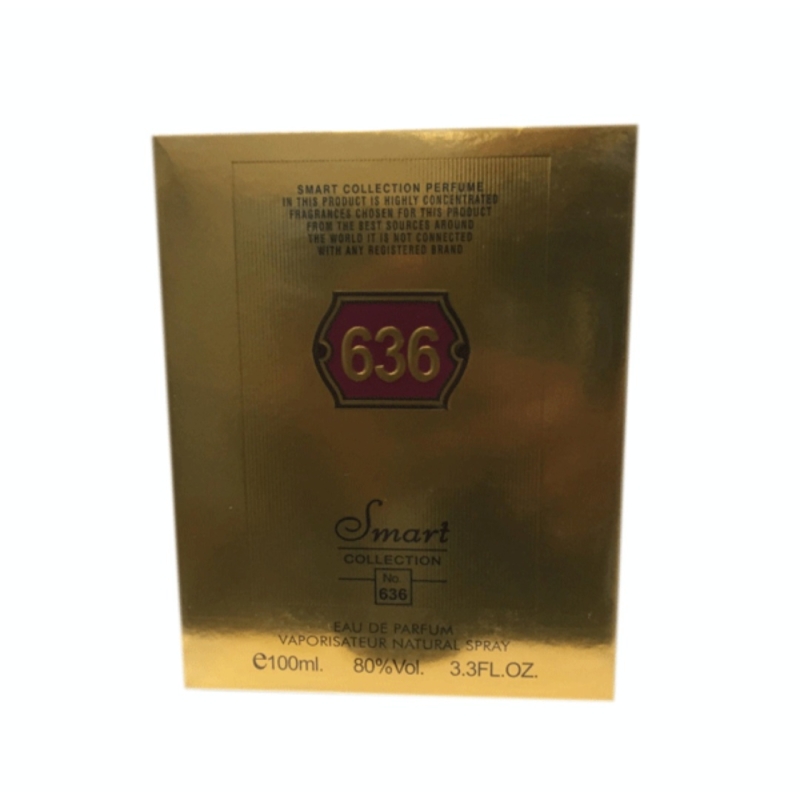 SMART COLLECTION PERFUME
IN THIS PRODUCT IS HIGHLY CONCENTRATED
FRAGRANCES CHOSEN FOR THIS PRODUCT
FROM THE BEST SOURCES AROUND
THE WORLD IT IS NOT CONNECTED
WITH ANY REGISTERED BRAND
636
Smart
COLLECTION
No.
636
EAU DE PARFUM
VAPORISATEUR NATURAL SPRAY
e100ml. 80%Vol. 3.3FL.OZ.